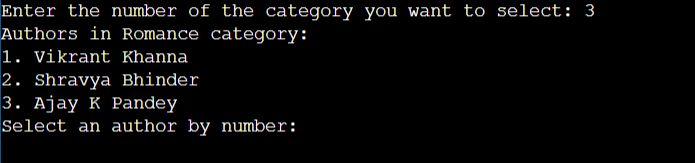 Enter the number of the category you want to select: 3
Authors in Romance category:
1. Vikrant Khanna
2. Shravya Bhinder
3. Ajay K Pandey
Select an author by number: